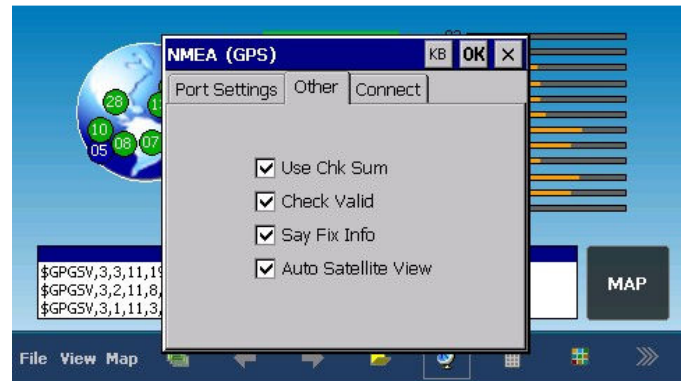 NMEA (GPS) KB OK ×
Port Settings Other Connect
Use Chk Sum
Check Valid
Say Fix Info
Auto Satellite View
28
10
05 08 07
$GPGSV,3,3,11,19
$GPGSV,3,2,11,8,
$GPGSV,3,1,11,3,
MAP
File View Map